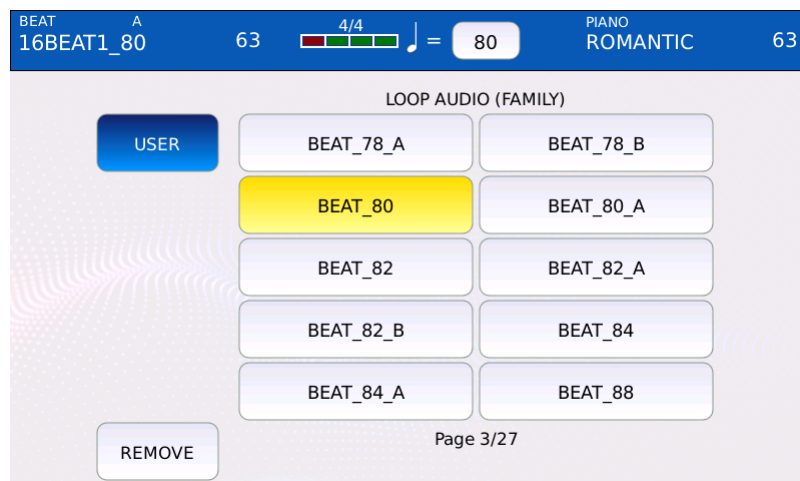 BEAT A
16BEAT1_80 63 4/4 = 80
PIANO
ROMANTIC 63
LOOP AUDIO (FAMILY)
USER BEAT_78_A BEAT_78_B
BEAT_80 BEAT_80_A
BEAT_82 BEAT_82_A
BEAT_82_B BEAT_84
BEAT_84_A BEAT_88
Page 3/27
REMOVE